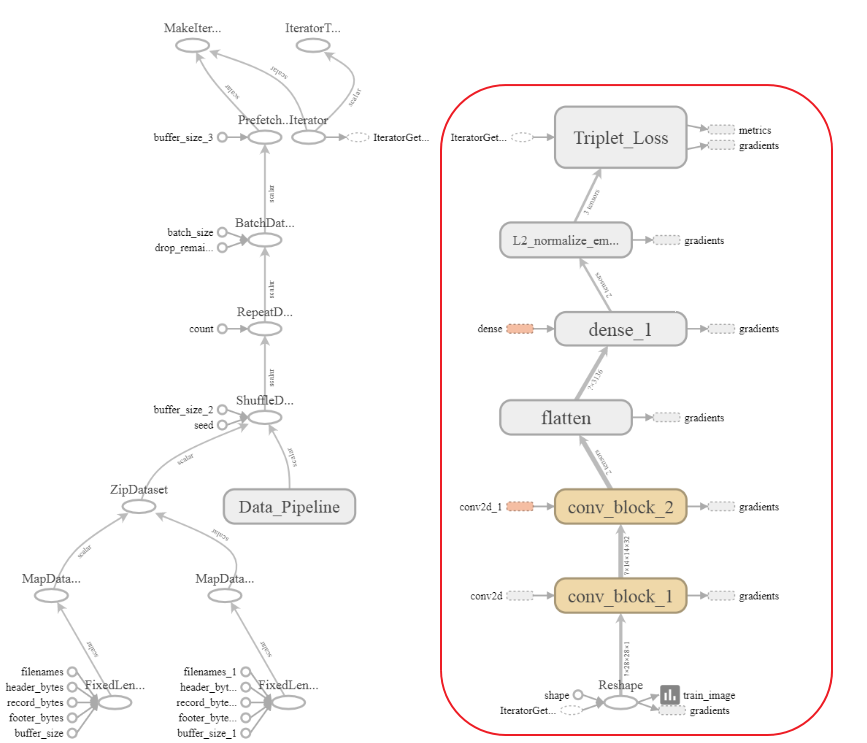 MakeIter...
IteratorT...
scalar
scalar
scalar
Prefetch...
Iterator
buffer_size_3
IteratorGet...
scalar
BatchDat...
batch_size
drop_remai...
scalar
RepeatD...
count
scalar
ShuffleD...
buffer_size_2
seed
scalar
scalar
ZipDataset
Data_Pipeline
scalar
scalar
MapData...
MapData...
scalar
scalar
filenames
header_bytes
record_bytes
footer_bytes
buffer_size
FixedLen...
filenames_1
header_byt...
record_byte...
footer_byte...
buffer_size_1
FixedLen...
IteratorGet...
Triplet_Loss
metrics
gradients
3 tensors
L2_normalize_em...
gradients
2 tensors
dense
dense_1
gradients
?×3136
flatten
gradients
2 tensors
conv2d_1
conv_block_2
gradients
?×14×14×32
conv2d
conv_block_1
gradients
?×28×28×1
Reshape
shape
IteratorGet...
train_image
gradients